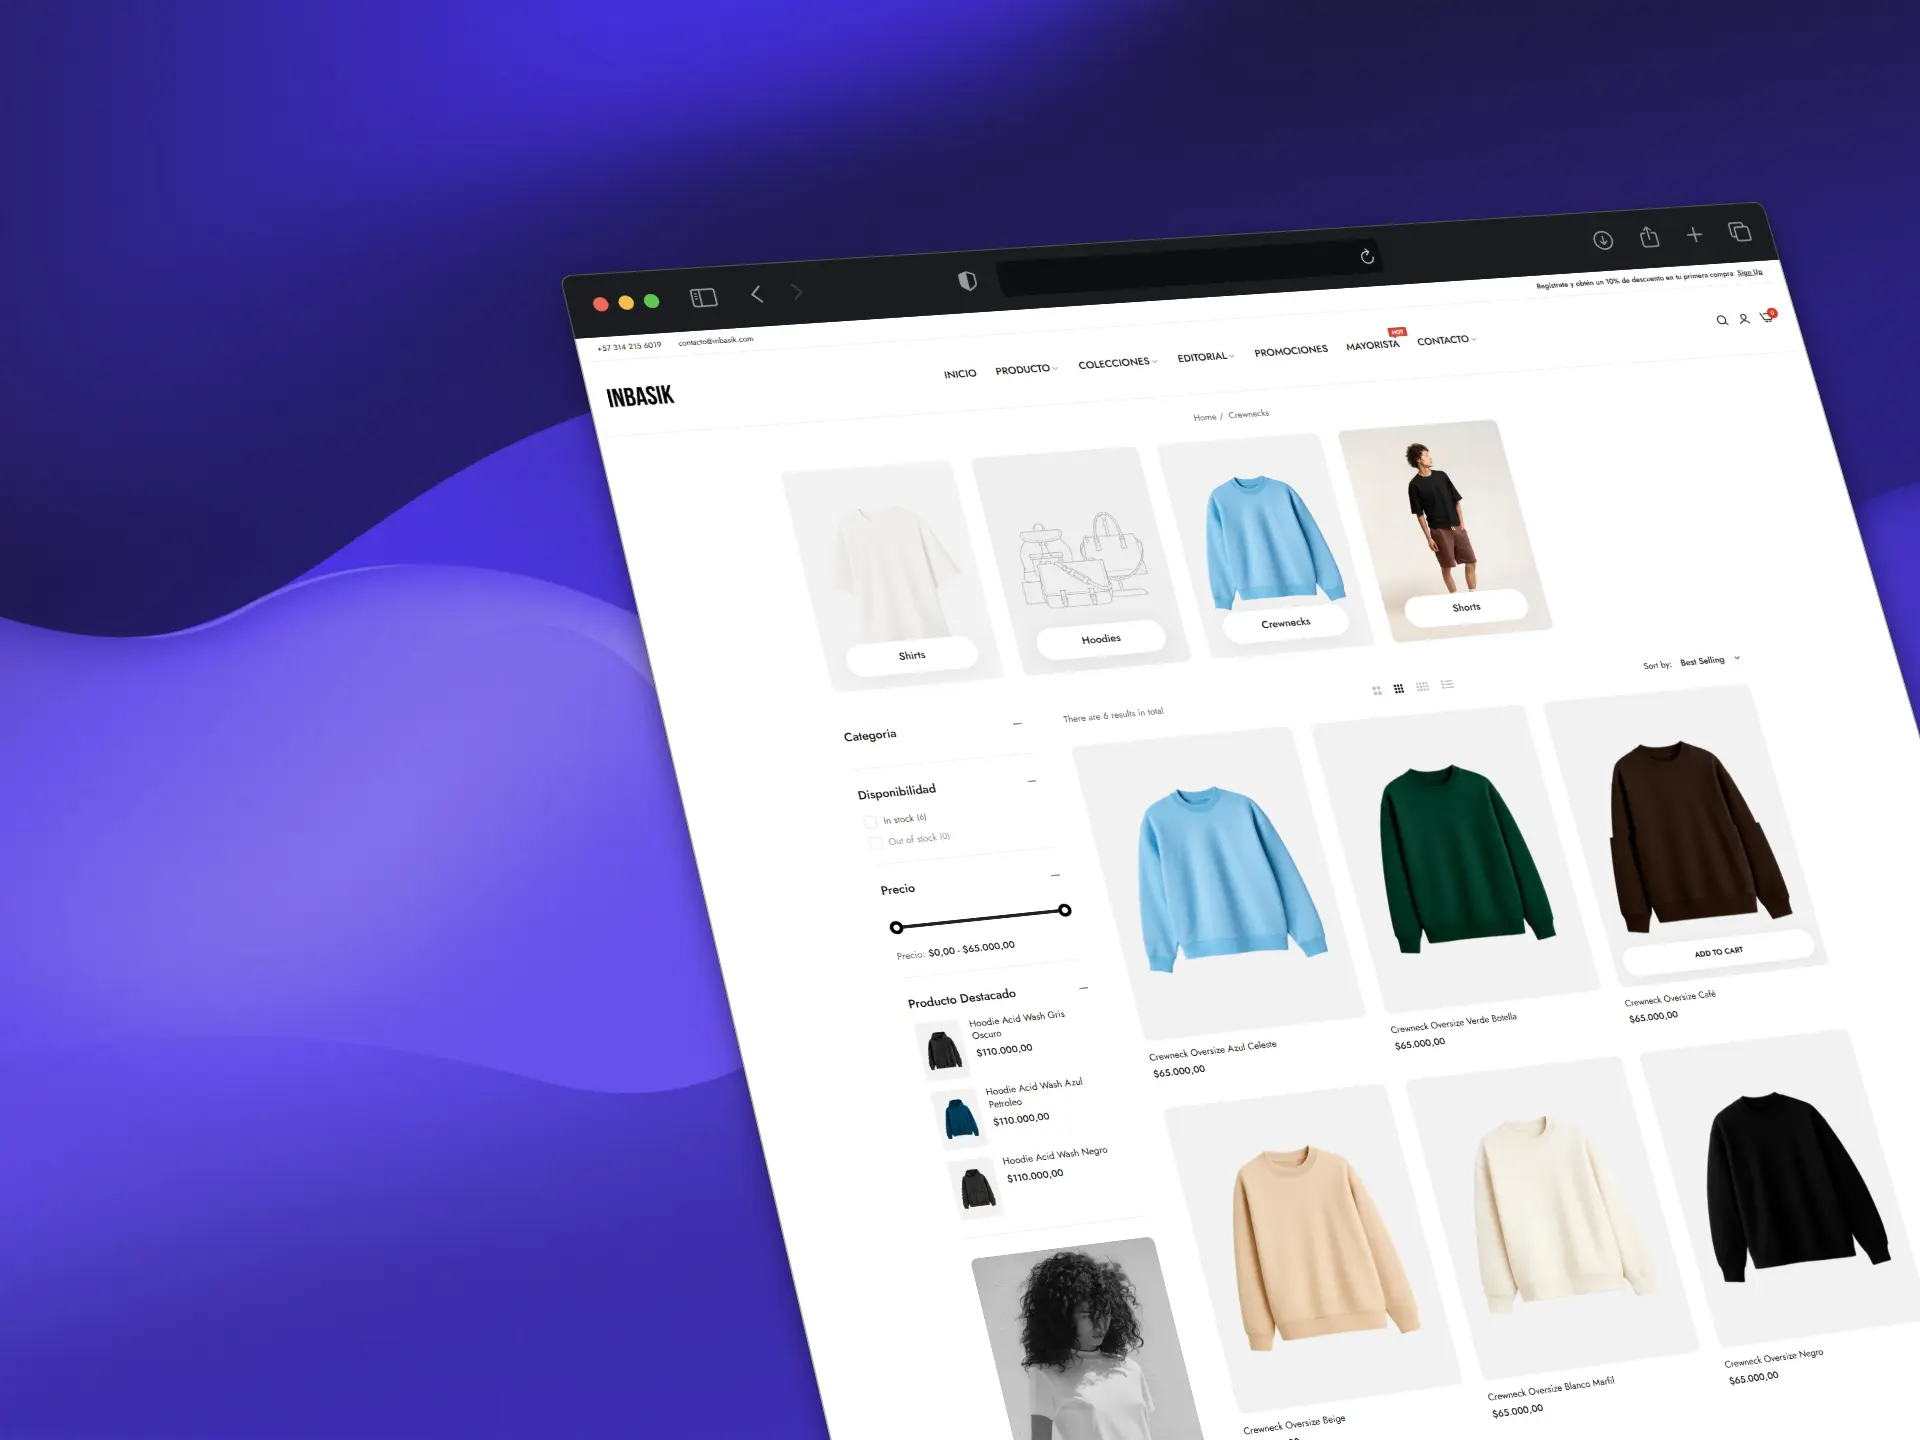 Regístrate y obtén un 10% de descuento en tu primera compra: Sign Up
+57 314 215 6019 contacto@inbasik.com
INBASIK
INICIO PRODUCTO COLECCIONES EDITORIAL PROMOCIONES MAYORISTA HOT CONTACTO
0
Home / Crewnecks
Shirts
Hoodies
Crewnecks
Shorts
There are 6 results in total
Sort by: Best Selling
Categoria
Disponibilidad
In stock (6)
Out of stock (0)
Precio
Precio: $0,00 - $65.000,00
Producto Destacado
Hoodie Acid Wash Gris
Oscuro
$110.000,00
Hoodie Acid Wash Azul
Petroleo
$110.000,00
Hoodie Acid Wash Negro
$110.000,00
Crewneck Oversize Azul Celeste
$65.000,00
Crewneck Oversize Verde Botella
$65.000,00
ADD TO CART
Crewneck Oversize Café
$65.000,00
Crewneck Oversize Beige
Crewneck Oversize Blanco Marfil
$65.000,00
Crewneck Oversize Negro
$65.000,00